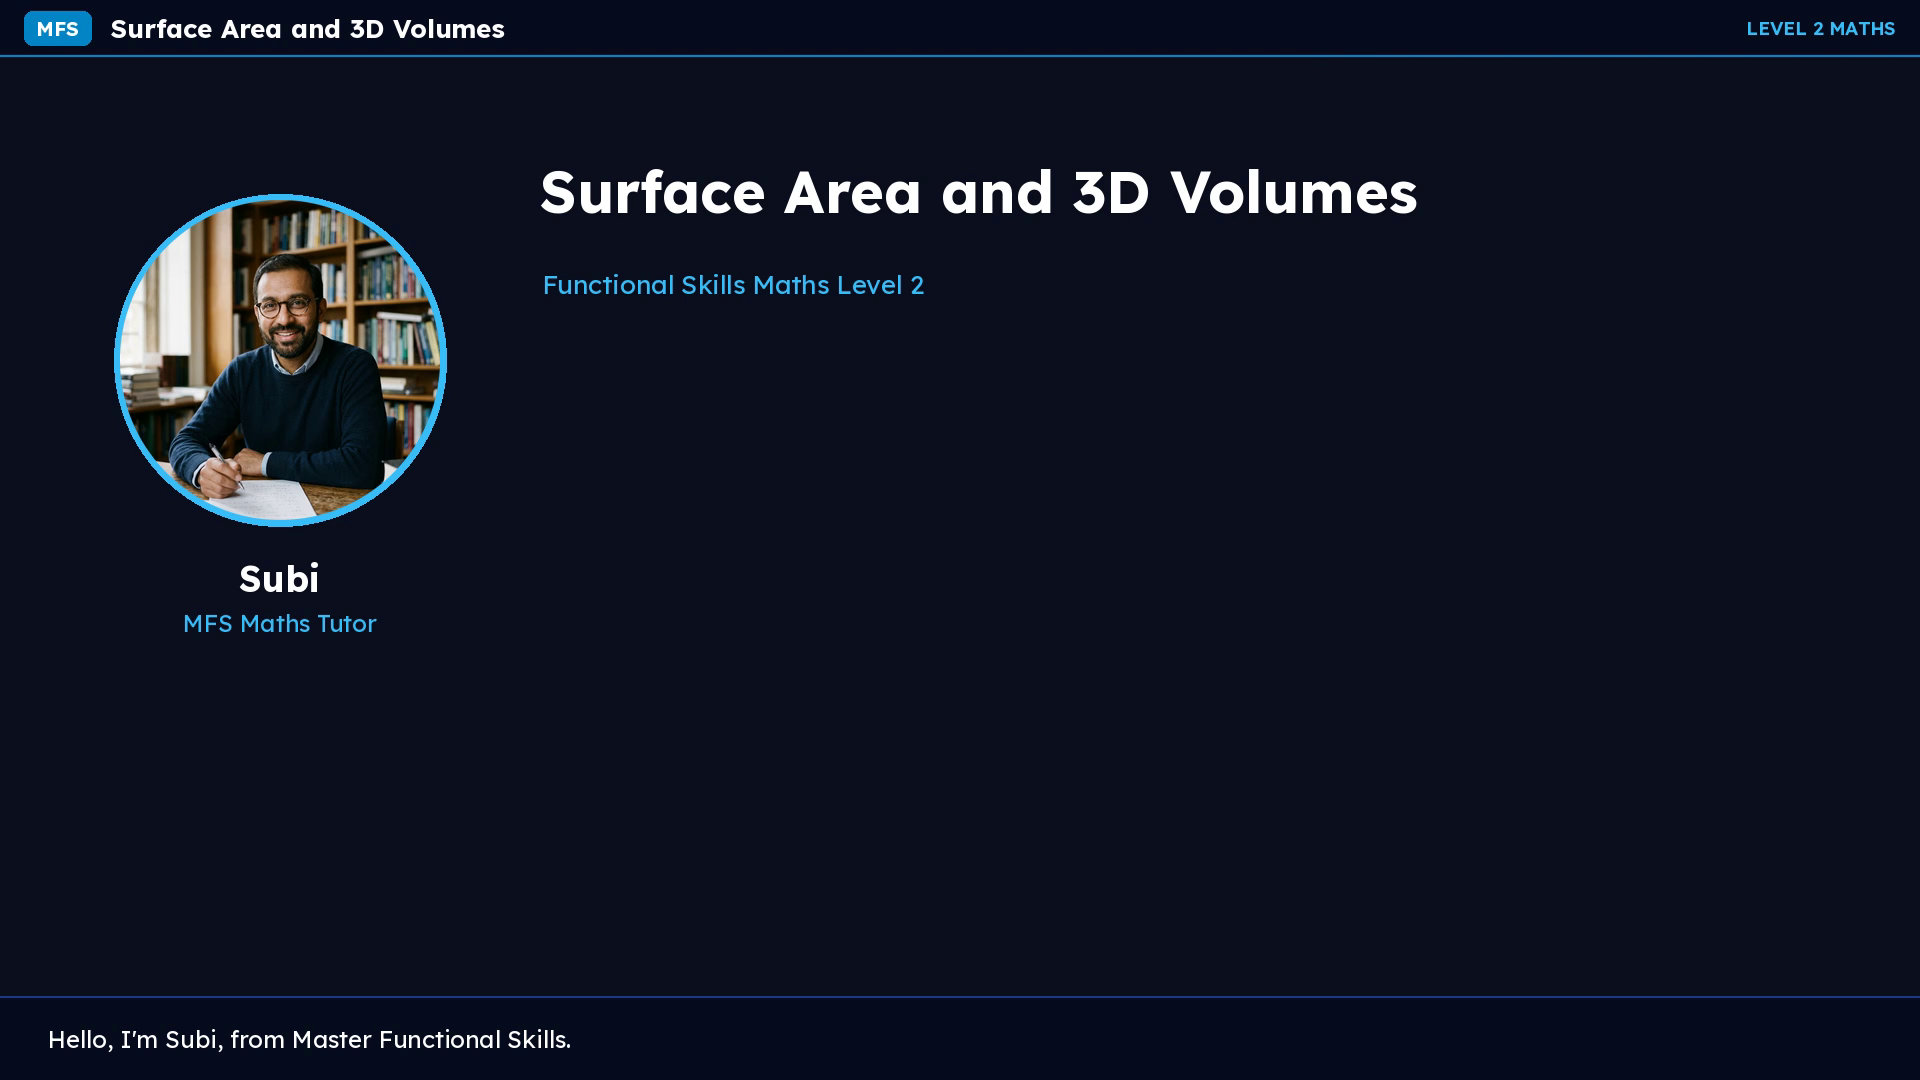 MFS Surface Area and 3D Volumes LEVEL 2 MATHS
Surface Area and 3D Volumes
Functional Skills Maths Level 2
Subi
MFS Maths Tutor
Hello, I'm Subi, from Master Functional Skills.